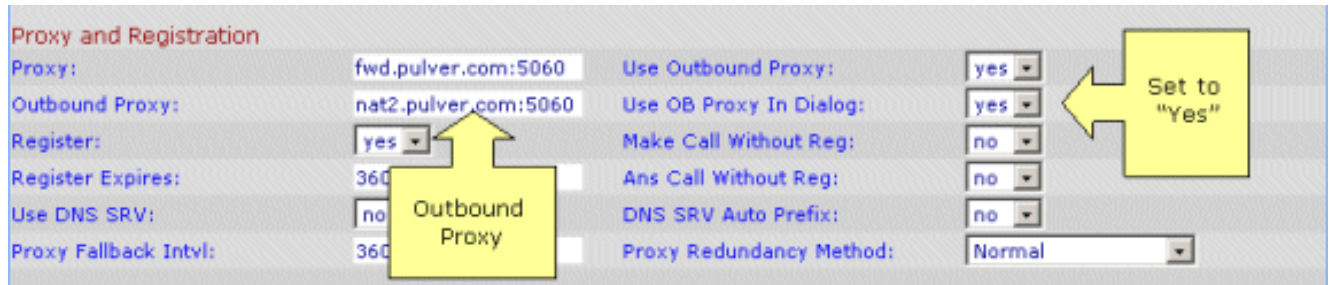 Proxy and Registration
Proxy: fwd.pulver.com:5060 Use Outbound Proxy: yes
Outbound Proxy: nat2.pulver.com:5060 Use OB Proxy In Dialog: yes
Set to
"Yes"
Register: yes Make Call Without Reg: no
Register Expires: 360 Ans Call Without Reg: no
Use DNS SRV: no DNS SRV Auto Prefix: no
Outbound
Proxy
Proxy Fallback Intvl: 360 Proxy Redundancy Method: Normal